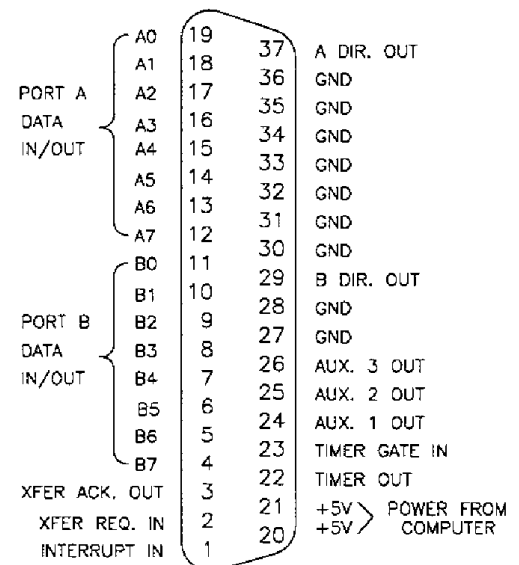 A0 19
37 A DIR. OUT
A1 18
36 GND
PORT A A2 17
35 GND
DATA A3 16
34 GND
IN/OUT A4 15
33 GND
A5 14
32 GND
A6 13
31 GND
A7 12
30 GND
B0 11
29 B DIR. OUT
B1 10
28 GND
PORT B B2 9
27 GND
DATA B3 8
26 AUX. 3 OUT
IN/OUT B4 7
25 AUX. 2 OUT
B5 6
24 AUX. 1 OUT
B6 5
23 TIMER GATE IN
B7 4
22 TIMER OUT
XFER ACK. OUT 3
21 +5V POWER FROM
XFER REQ. IN 2
20 +5V COMPUTER
INTERRUPT IN 1